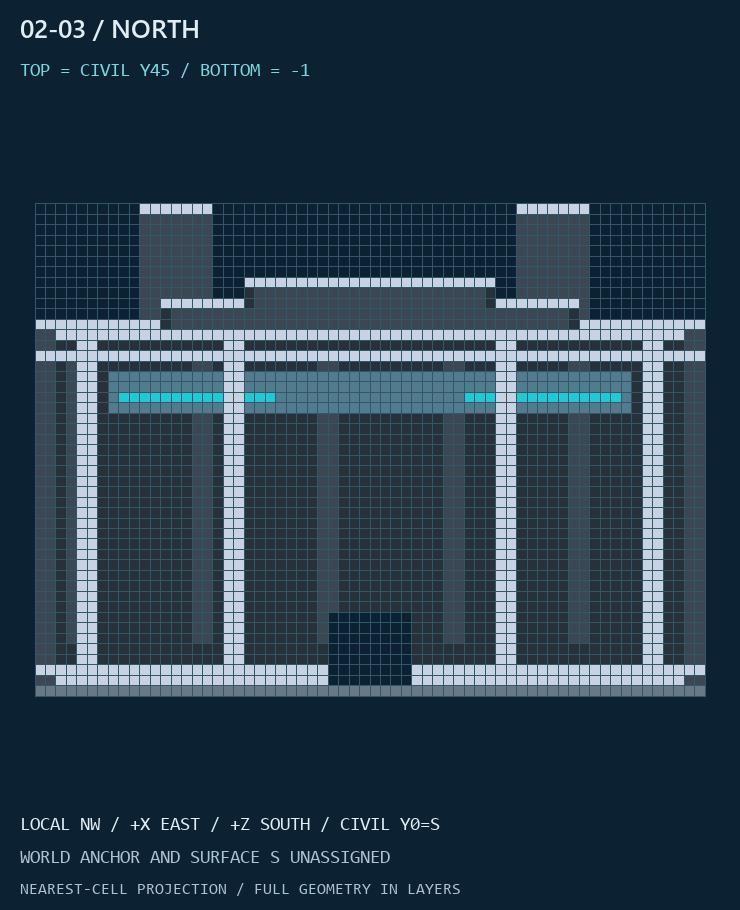 02-03 / NORTH
TOP = CIVIL Y45 / BOTTOM = -1
LOCAL NW / +X EAST / +Z SOUTH / CIVIL Y0=S
WORLD ANCHOR AND SURFACE S UNASSIGNED
NEAREST-CELL PROJECTION / FULL GEOMETRY IN LAYERS